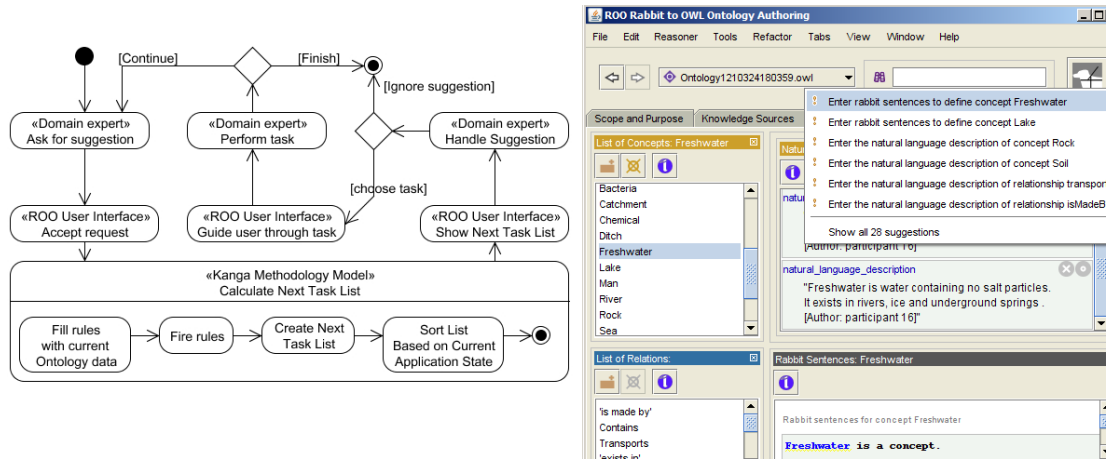 [Continue]
[Finish]
[Ignore suggestion]
«Domain expert»
Ask for suggestion
«Domain expert»
Perform task
«Domain expert»
Handle Suggestion
[choose task]
«ROO User Interface»
Accept request
«ROO User Interface»
Guide user through task
«ROO User Interface»
Show Next Task List
«Kanga Methodology Model»
Calculate Next Task List
Fill rules
with current
Ontology data
Fire rules
Create Next
Task List
Sort List
Based on Current
Application State
ROO Rabbit to OWL Ontology Authoring
File Edit Reasoner Tools Refactor Tabs View Window Help
Ontology1210324180359.owl
Enter rabbit sentences to define concept Freshwater
Enter rabbit sentences to define concept Lake
Enter the natural language description of concept Rock
Enter the natural language description of concept Soil
Enter the natural language description of relationship transpor
Enter the natural language description of relationship isMadeB
Show all 28 suggestions
Scope and Purpose Knowledge Sources
List of Concepts: Freshwater
Bacteria
Catchment
Chemical
Ditch
Freshwater
Lake
Man
River
Rock
Sea
Natu
natu
[Author: participant 16]
natural_language_description
"Freshwater is water containing no salt particles.
It exists in rivers, ice and underground springs .
[Author: participant 16]"
List of Relations:
'is made by'
Contains
Transports
'exists in'
Rabbit Sentences: Freshwater
Rabbit sentences for concept Freshwater
Freshwater is a concept.